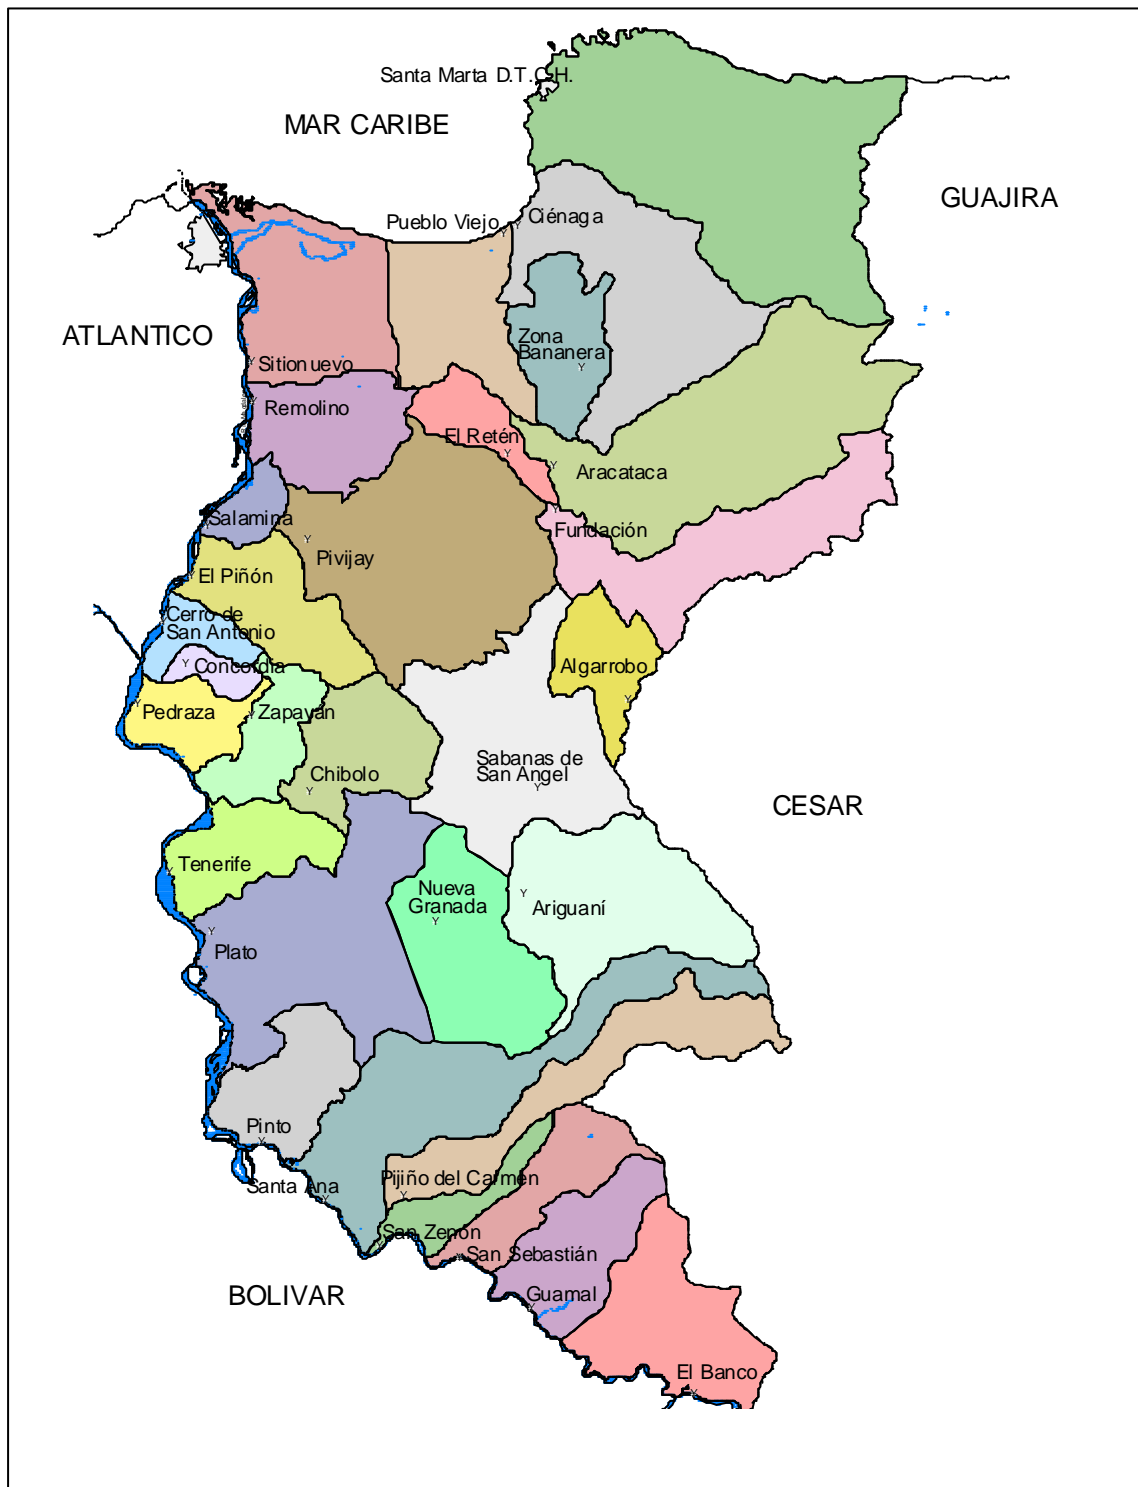 Santa Marta D.T.C.H.
MAR CARIBE
GUAJIRA
Pueblo Viejo
Ciénaga
ATLANTICO
Zona
Bananera
Sitionuevo
Remolino
El Retén
Aracataca
Salamina
Fundación
Pivijay
El Piñón
Cerro de
San Antonio
Concordia
Algarrobo
Pedraza
Zapayán
Sabanas de
San Angel
Chibolo
CESAR
Tenerife
Nueva
Granada
Ariguaní
Plato
Pinto
Santa Ana
Pijiño del Carmen
San Zenón
San Sebastián
BOLIVAR
Guamal
El Banco